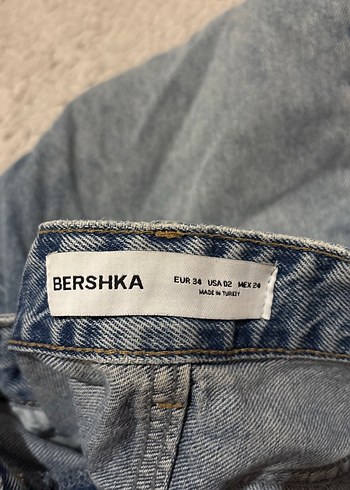 BERSHKA
EUR 34 USA 02 MEX 24
MADE IN TURKEY